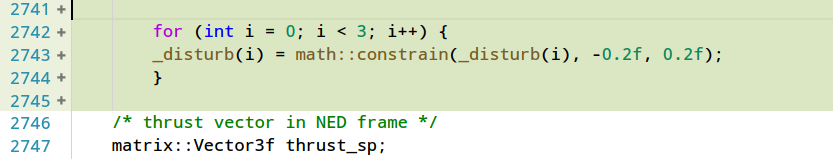 2741 +
2742 + for (int i = 0; i < 3; i++) {
2743 + _disturb(i) = math::constrain(_disturb(i), -0.2f, 0.2f);
2744 + }
2745 +
2746 /* thrust vector in NED frame */
2747 matrix::Vector3f thrust_sp;